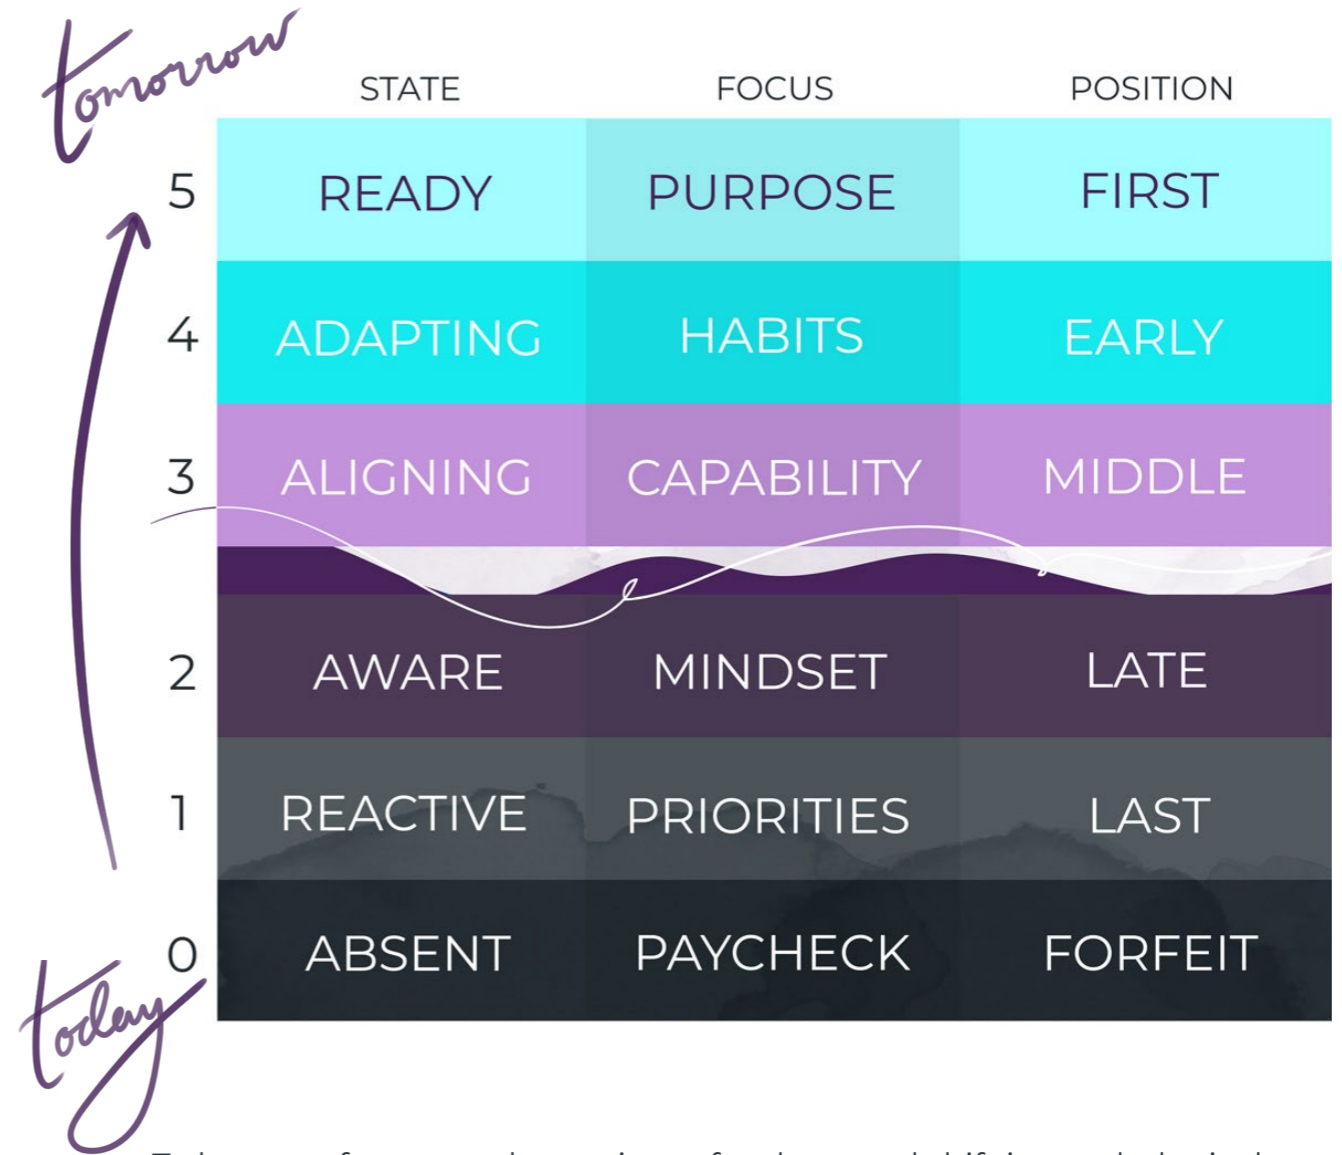 tomorrow
STATE FOCUS POSITION
5 READY PURPOSE FIRST
4 ADAPTING HABITS EARLY
3 ALIGNING CAPABILITY MIDDLE
2 AWARE MINDSET LATE
1 REACTIVE PRIORITIES LAST
0 ABSENT PAYCHECK FORFEIT
today